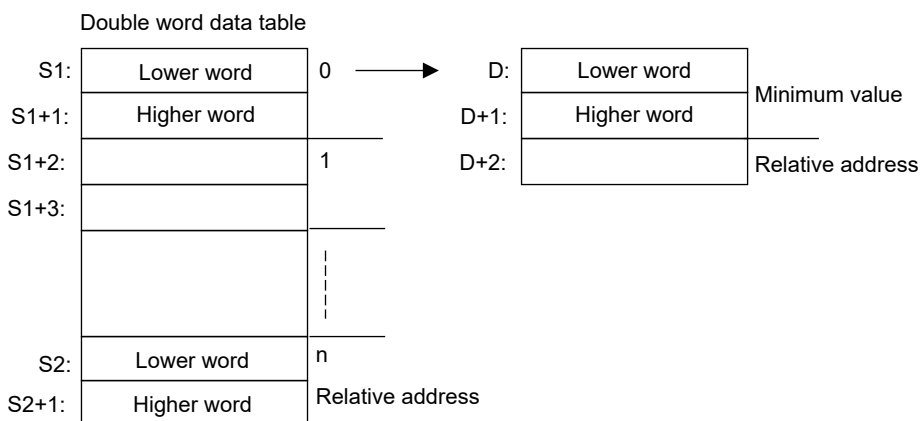 Double word data table
S1: Lower word 0 D: Lower word
S1+1: Higher word D+1: Higher word Minimum value
S1+2: 1 D+2: Relative address
S1+3:
S2: Lower word n
S2+1: Higher word Relative address